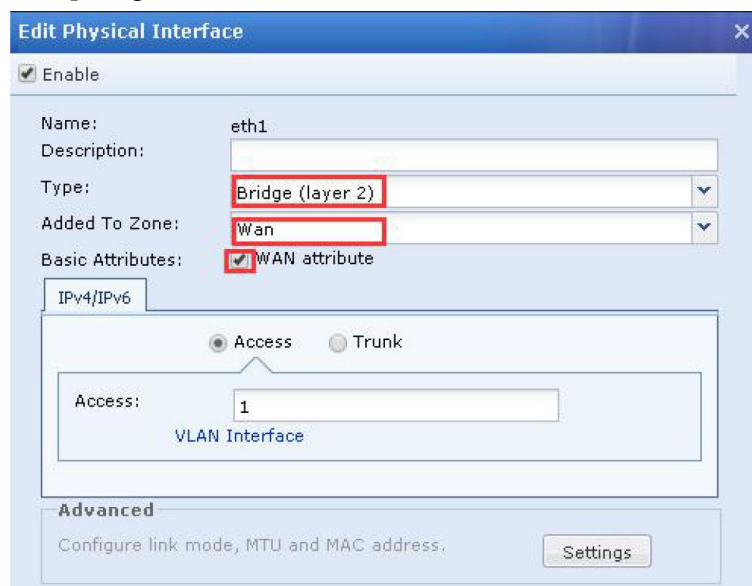 Edit Physical Interface
Enable
Name: eth1
Description:
Type: Bridge (layer 2)
Added To Zone: Wan
Basic Attributes: WAN attribute
IPv4/IPv6
Access Trunk
Access: 1
VLAN Interface
Advanced
Configure link mode, MTU and MAC address. Settings